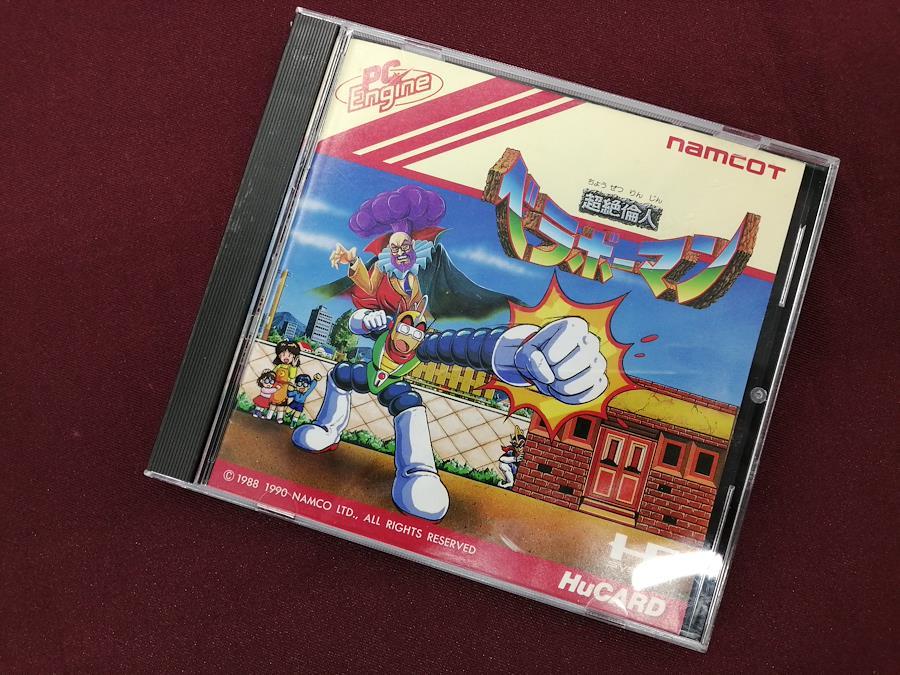 PC Engine
namcot
ちょう ぜつ りん じん
超絶倫人
ベラボーマン
© 1988 1990 NAMCO LTD., ALL RIGHTS RESERVED
HuCARD